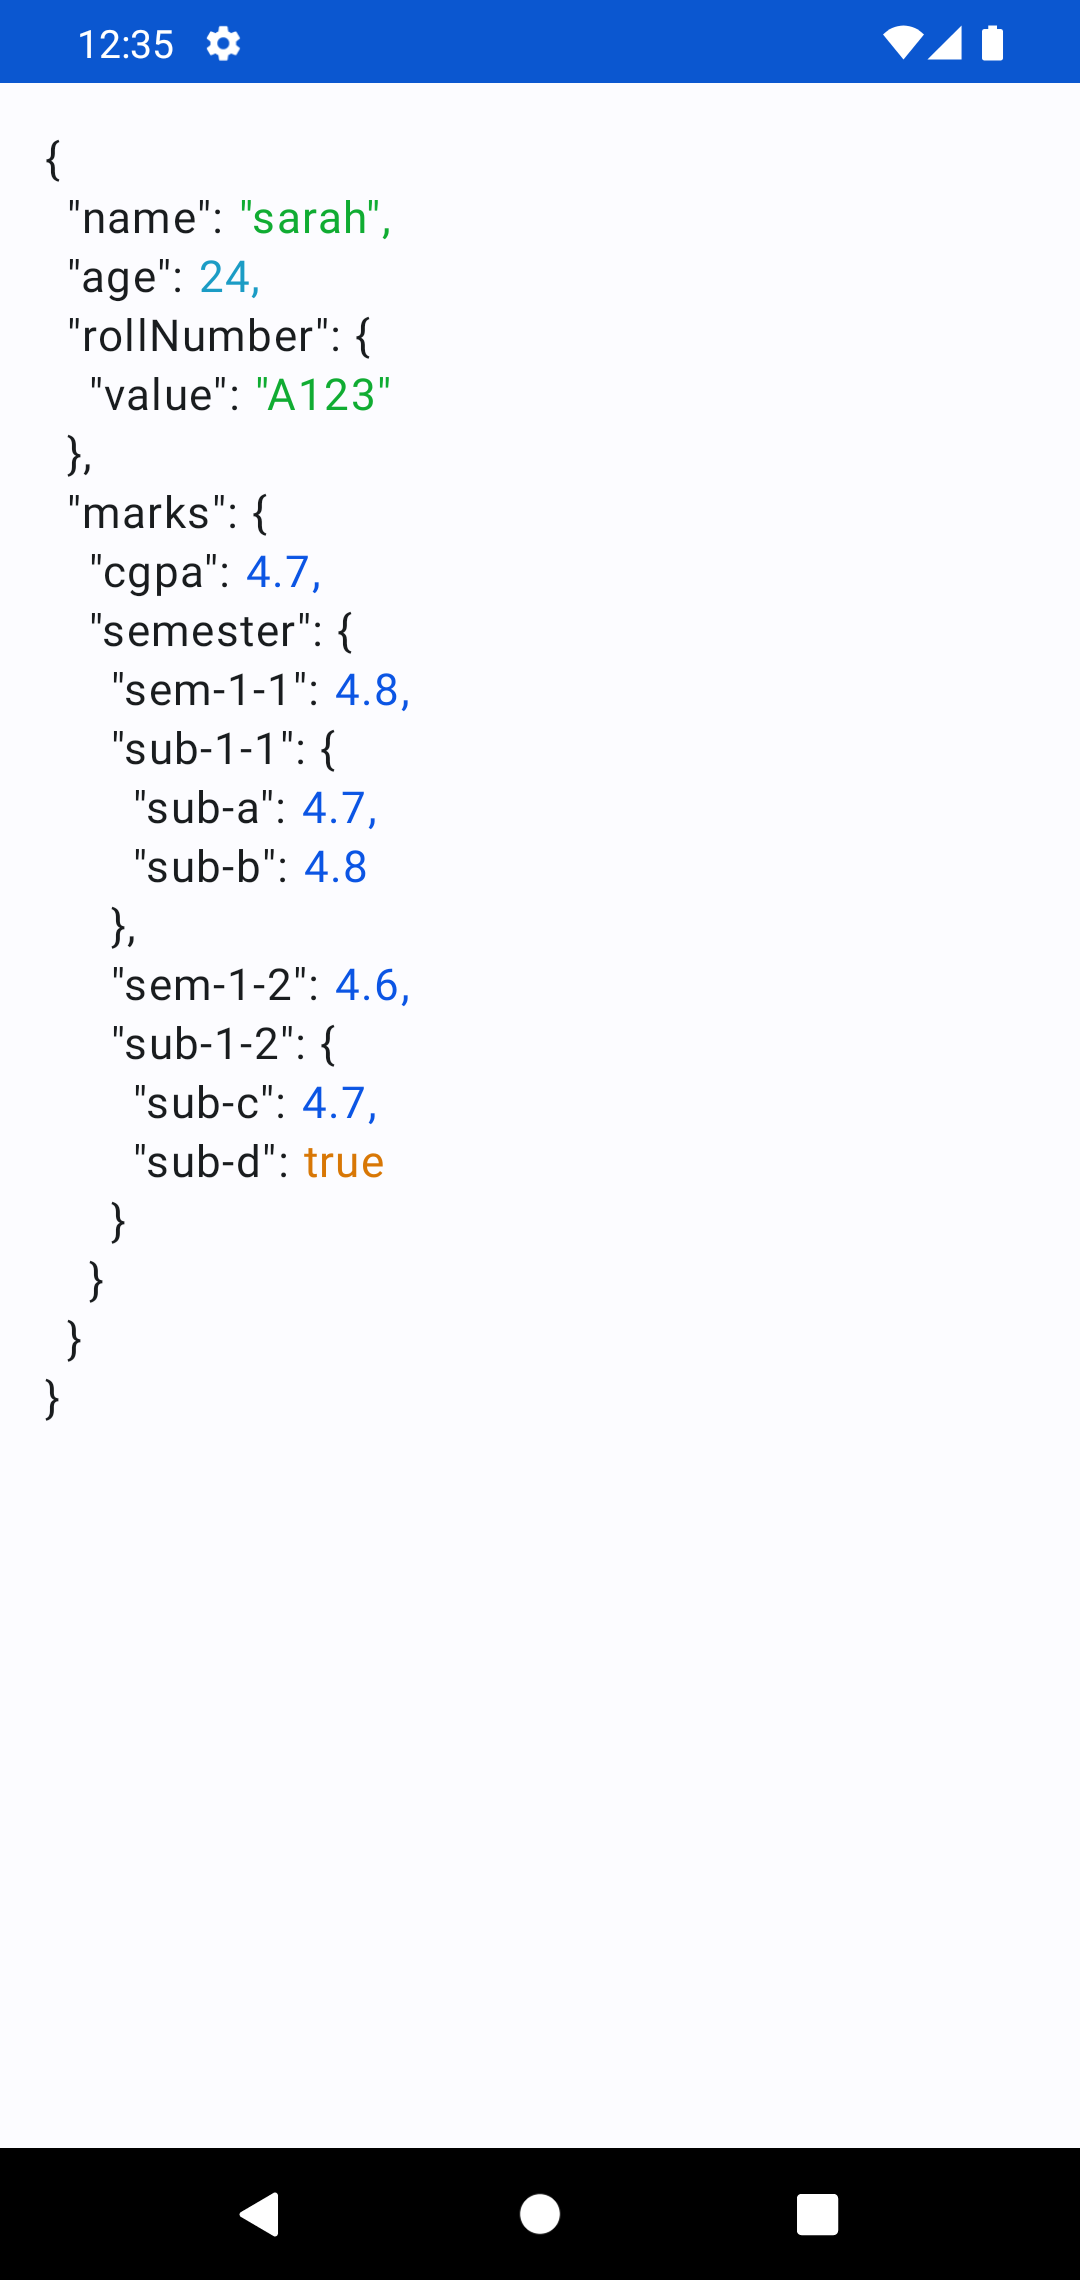 12:35
{
"name": "sarah",
"age": 24,
"rollNumber": {
"value": "A123"
},
"marks": {
"cgpa": 4.7,
"semester": {
"sem-1-1": 4.8,
"sub-1-1": {
"sub-a": 4.7,
"sub-b": 4.8
},
"sem-1-2": 4.6,
"sub-1-2": {
"sub-c": 4.7,
"sub-d": true
}
}
}
}